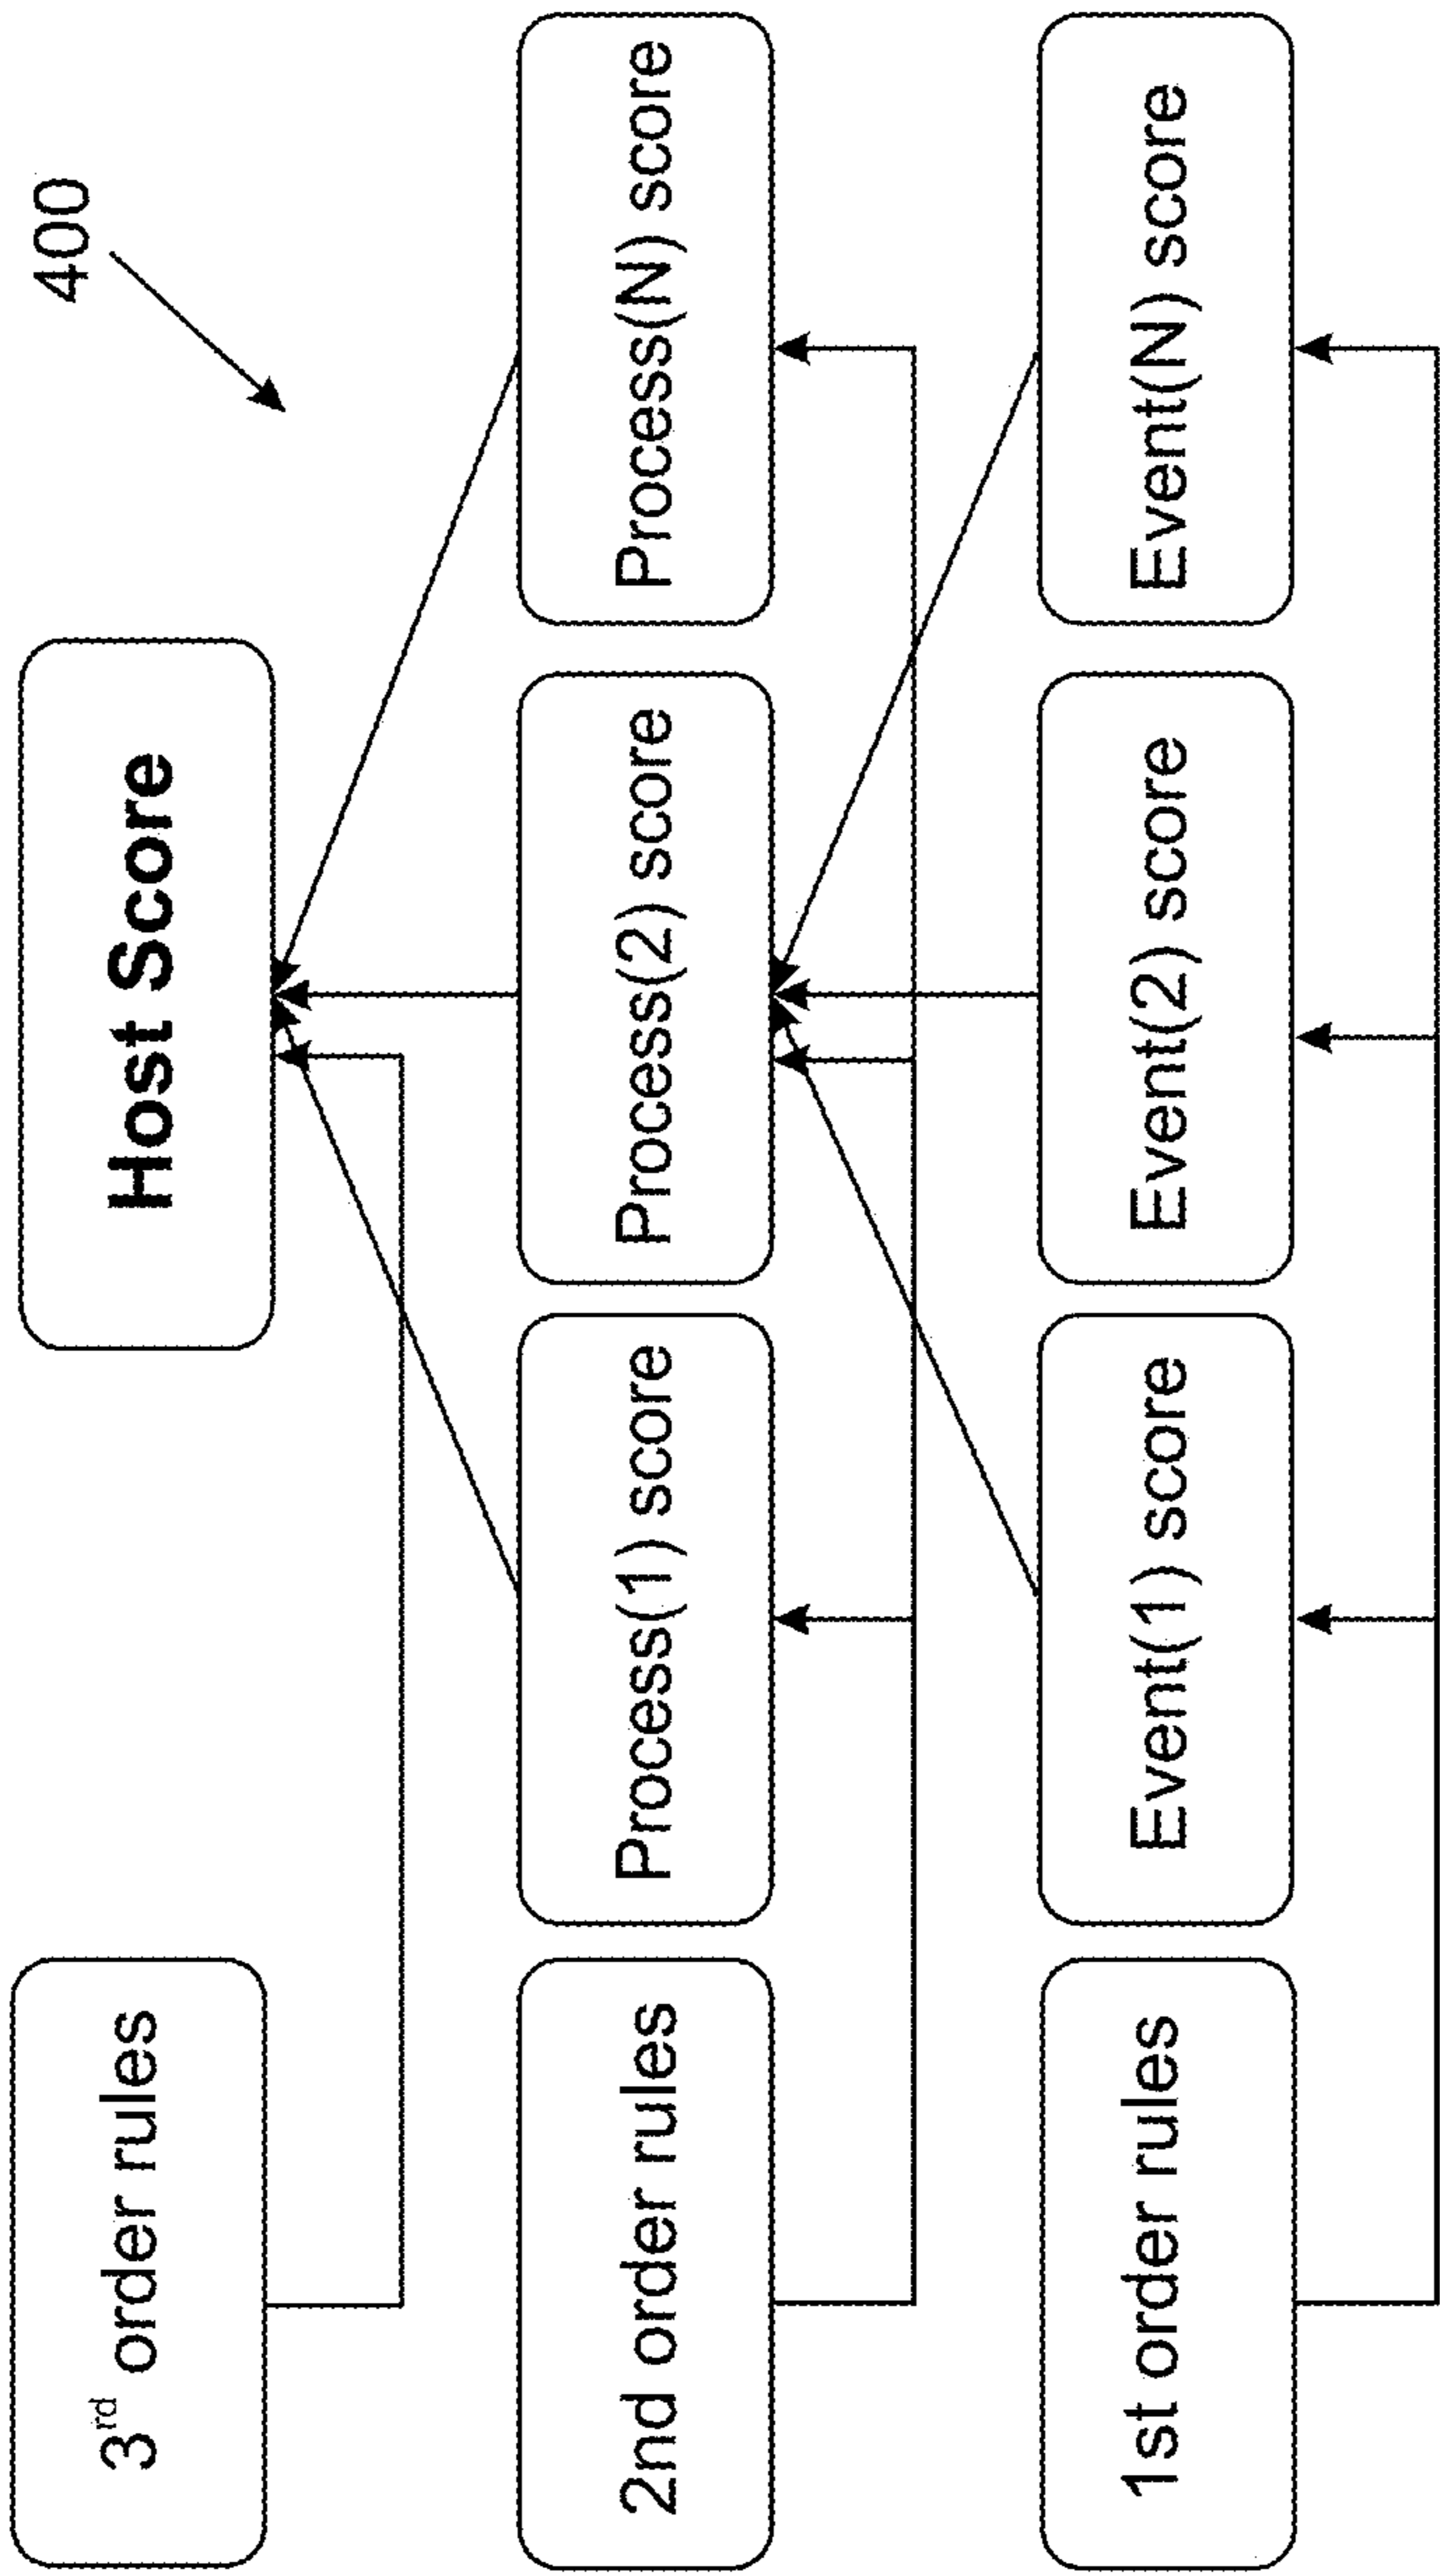 400
3rd order rules
Host Score
2nd order rules
Process(1) score
Process(2) score
Process(N) score
1st order rules
Event(1) score
Event(2) score
Event(N) score